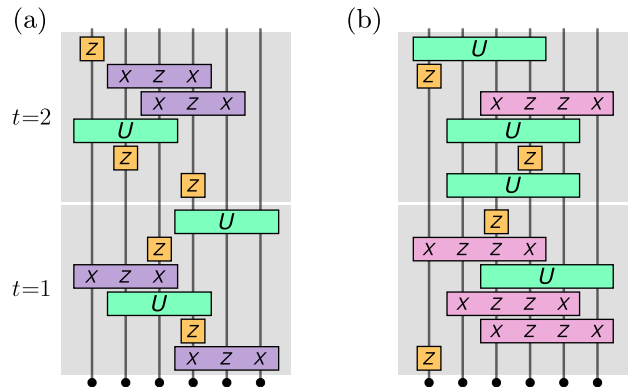 (a) (b)
Z U
X Z X Z
X Z X X Z Z X
t=2 U U
Z Z
Z U
U Z
Z X Z Z X
t=1 X Z X U
U X Z Z X
Z X Z Z X
X Z X Z